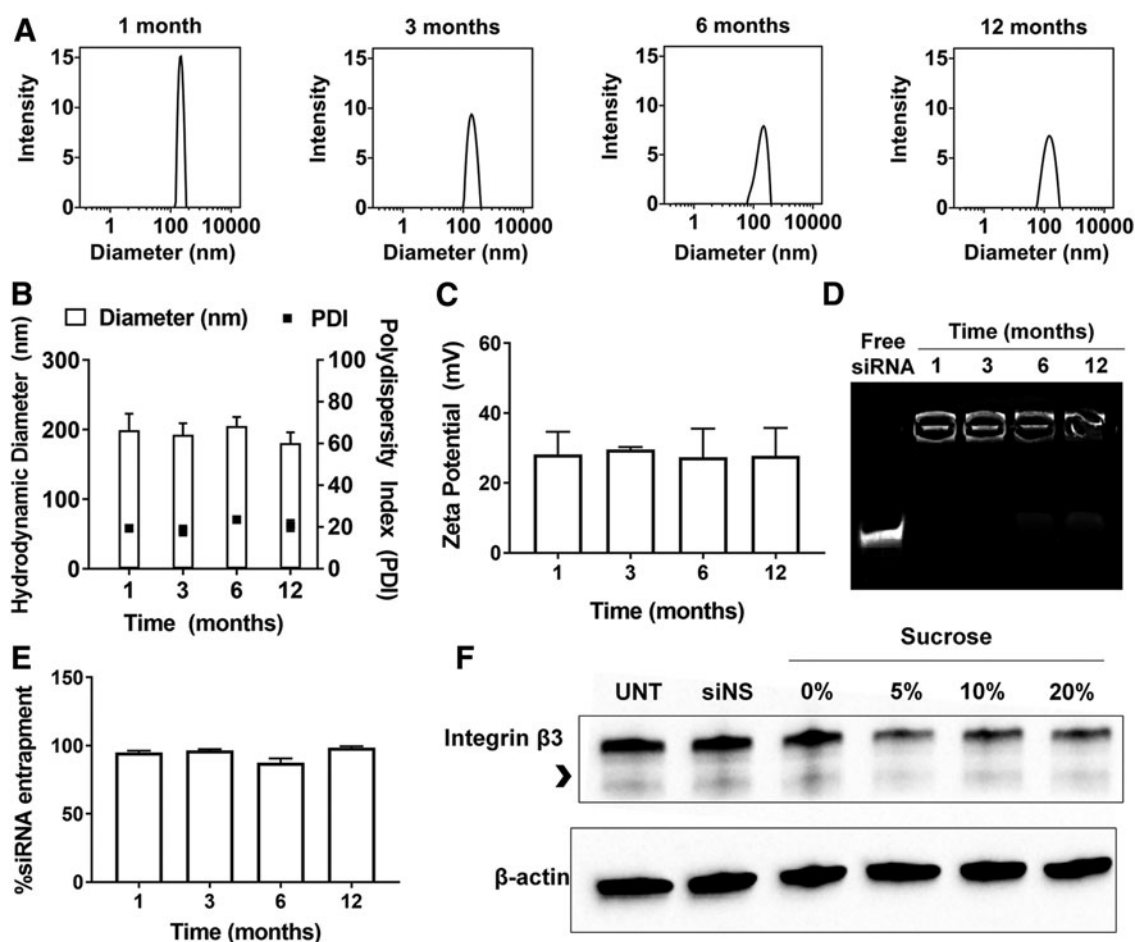 A
1 month
3 months
6 months
12 months
Intensity
15
10
5
0
1
100
10000
Diameter (nm)
Intensity
15
10
5
0
1
100
10000
Diameter (nm)
Intensity
15
10
5
0
1
100
10000
Diameter (nm)
Intensity
15
10
5
0
1
100
10000
Diameter (nm)
B
Diameter (nm)
PDI
Hydrodynamic Diameter (nm)
300
200
100
0
Polydispersity Index (PDI)
100
80
60
40
20
0
1
3
6
12
Time (months)
C
Zeta Potential (mV)
60
40
20
0
1
3
6
12
Time (months)
D
Free
siRNA
Time (months)
1
3
6
12
E
%siRNA entrapment
150
100
50
0
1
3
6
12
Time (months)
F
Sucrose
UNT
siNS
0%
5%
10%
20%
Integrin β3
β-actin